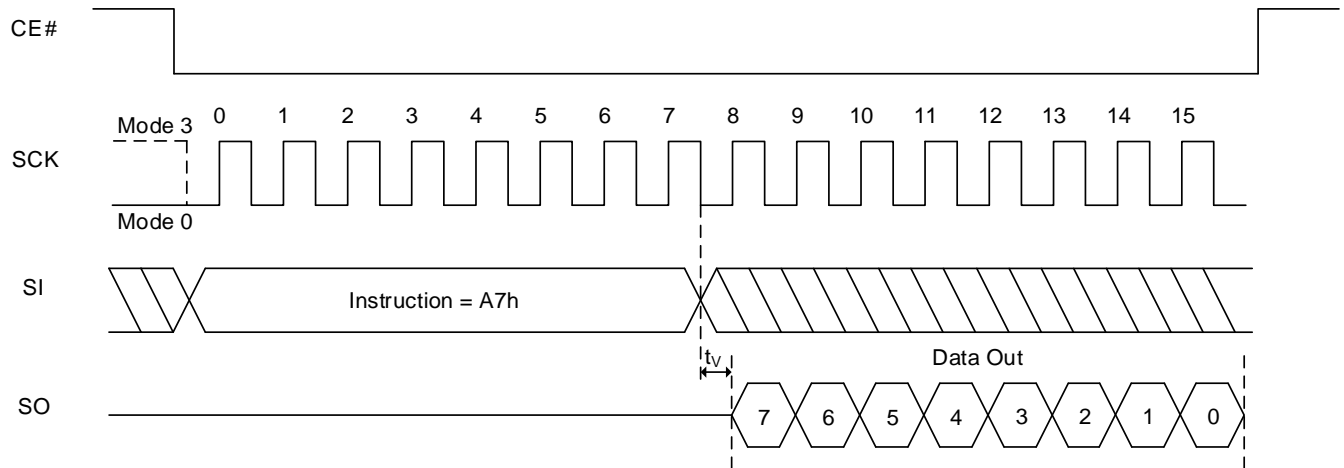 CE#
0 1 2 3 4 5 6 7 8 9 10 11 12 13 14 15
Mode 3
SCK
Mode 0
SI
Instruction = A7h
tV
Data Out
SO
7 6 5 4 3 2 1 0